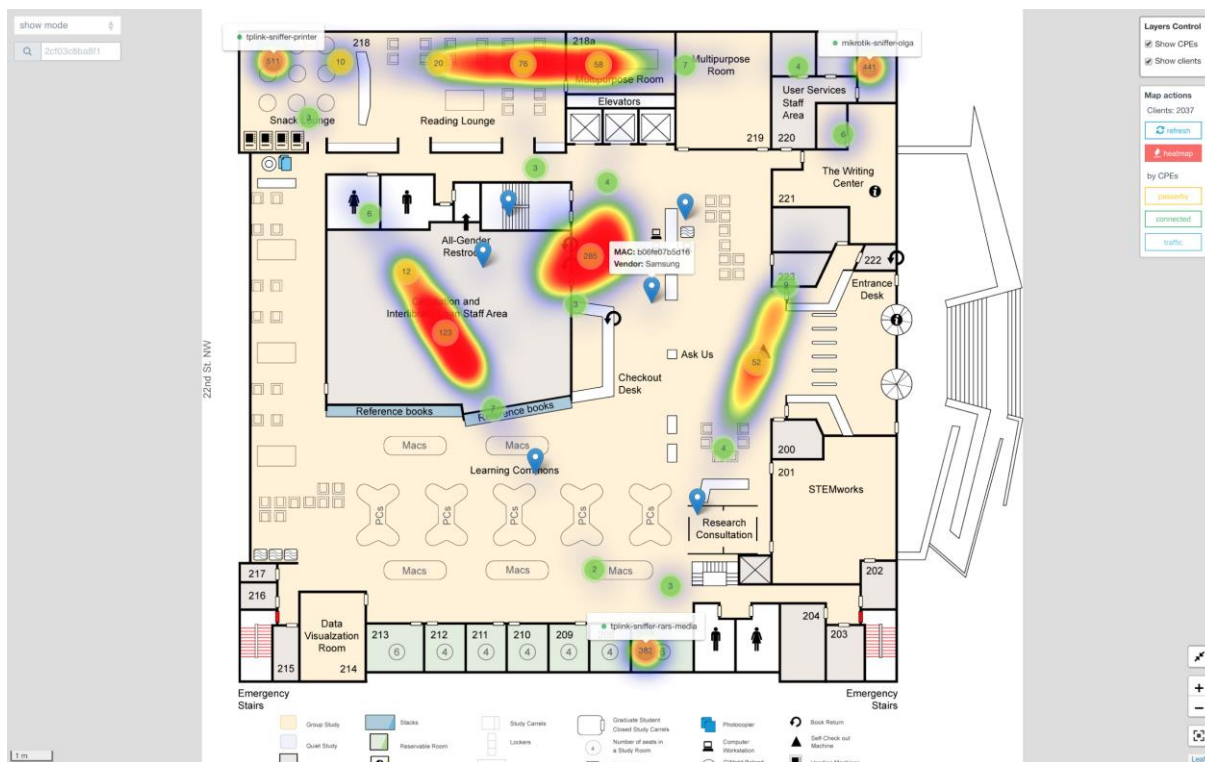 show mode
2cf03c8ba8f1
tplink-sniffer-printer
mikrotik-sniffer-olga
Layers Control
Show CPEs
Show clients
Map actions
Clients: 2037
refresh
heatmap
by CPEs
passerby
connected
traffic
218
218a
511
10
20
76
58
7
Multipurpose
Room
Multipurpose Room
4
441
User Services
Staff
Area
220
6
Snack Lounge
Reading Lounge
Elevators
219
3
4
The Writing
Center
221
6
All-Gender
Restroom
285
MAC: b06fe07b5d16
Vendor: Samsung
222
12
9
Entrance
Desk
3
123
52
22nd St. NW
Ask Us
Checkout
Desk
7
Reference books
Reference books
Macs
Macs
4
200
201
Learning Commons
STEMworks
PCs
PCs
PCs
PCs
PCs
Research
Consultation
Macs
Macs
2
Macs
3
217
216
202
Data
Visualization
Room
214
215
213
212
211
210
209
6
4
4
4
4
4
tplink-sniffer-rars-media
204
203
Emergency
Stairs
Emergency
Stairs
Group Study
Stacks
Study Carrels
Graduate Student
Closed Study Carrels
Photocopier
Book Return
Quiet Study
Reservable Room
Lockers
4
Number of seats in
a Study Room
Computer
Workstation
Self-Check out
Machine
1 m
+
−